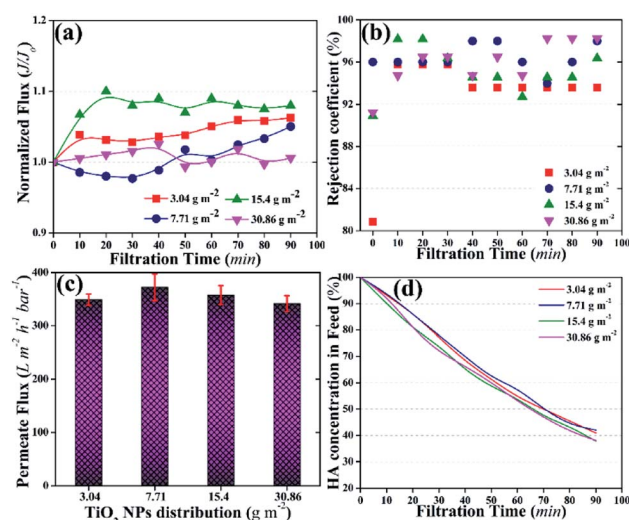 (a)
Normalized Flux (J/J₀)
1.2
1.1
1.0
0.9
3.04 g m⁻²
15.4 g m⁻²
7.71 g m⁻²
30.86 g m⁻²
0 10 20 30 40 50 60 70 80 90 100
Filtration Time (min)
(b)
Rejection coefficient (%)
100
96
92
88
84
80
3.04 g m⁻²
7.71 g m⁻²
15.4 g m⁻²
30.86 g m⁻²
0 10 20 30 40 50 60 70 80 90 100
Filtration Time (min)
(c)
Permeate Flux (L m⁻² h⁻¹ bar⁻¹)
400
350
300
200
100
0
3.04 7.71 15.4 30.86
TiO₂ NPs distribution (g m⁻²)
(d)
HA concentration in Feed (%)
100
90
80
70
60
50
40
30
20
3.04 g m⁻²
7.71 g m⁻²
15.4 g m⁻²
30.86 g m⁻²
0 10 20 30 40 50 60 70 80 90 100
Filtration Time (min)